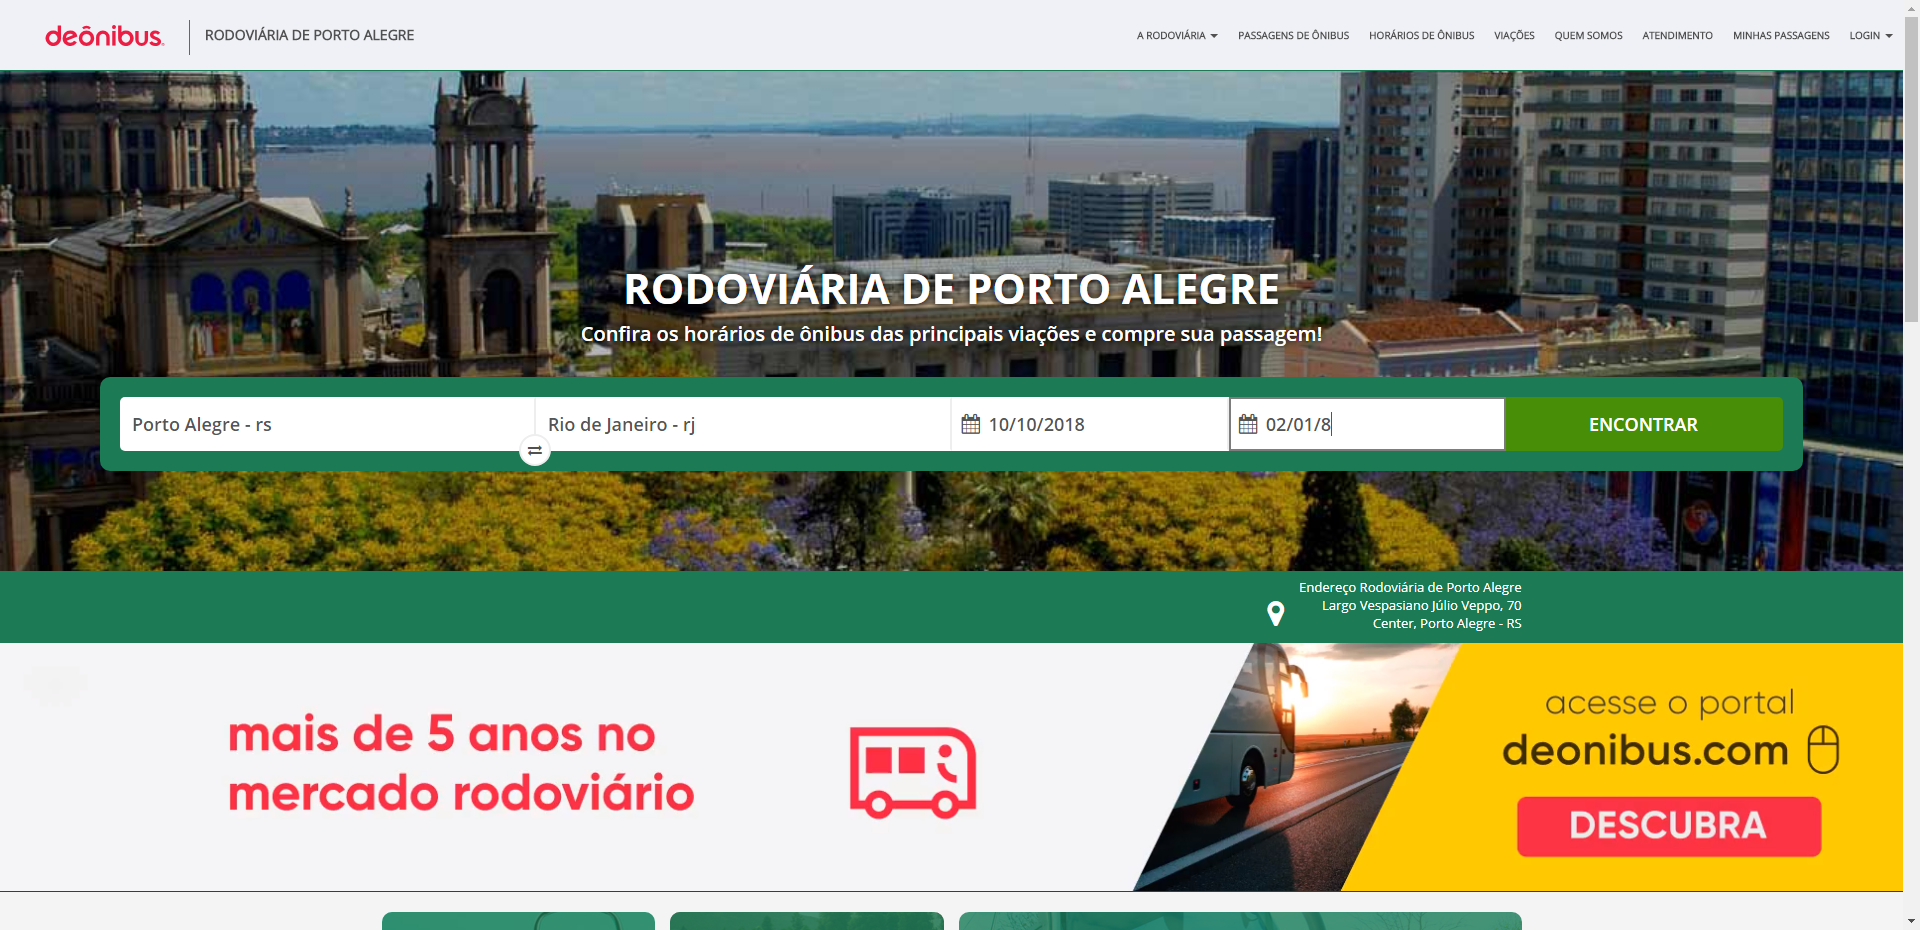 deônibus.
RODOVIÁRIA DE PORTO ALEGRE
A RODOVIÁRIA
PASSAGENS DE ÔNIBUS
HORÁRIOS DE ÔNIBUS
VIAÇÕES
QUEM SOMOS
ATENDIMENTO
MINHAS PASSAGENS
LOGIN
RODOVIÁRIA DE PORTO ALEGRE
Confira os horários de ônibus das principais viações e compre sua passagem!
Porto Alegre - rs
Rio de Janeiro - rj
10/10/2018
02/01/8
ENCONTRAR
Endereço Rodoviária de Porto Alegre
Largo Vespasiano Júlio Veppo, 70
Center, Porto Alegre - RS
mais de 5 anos no
mercado rodoviário
acesse o portal
deonibus.com
DESCUBRA